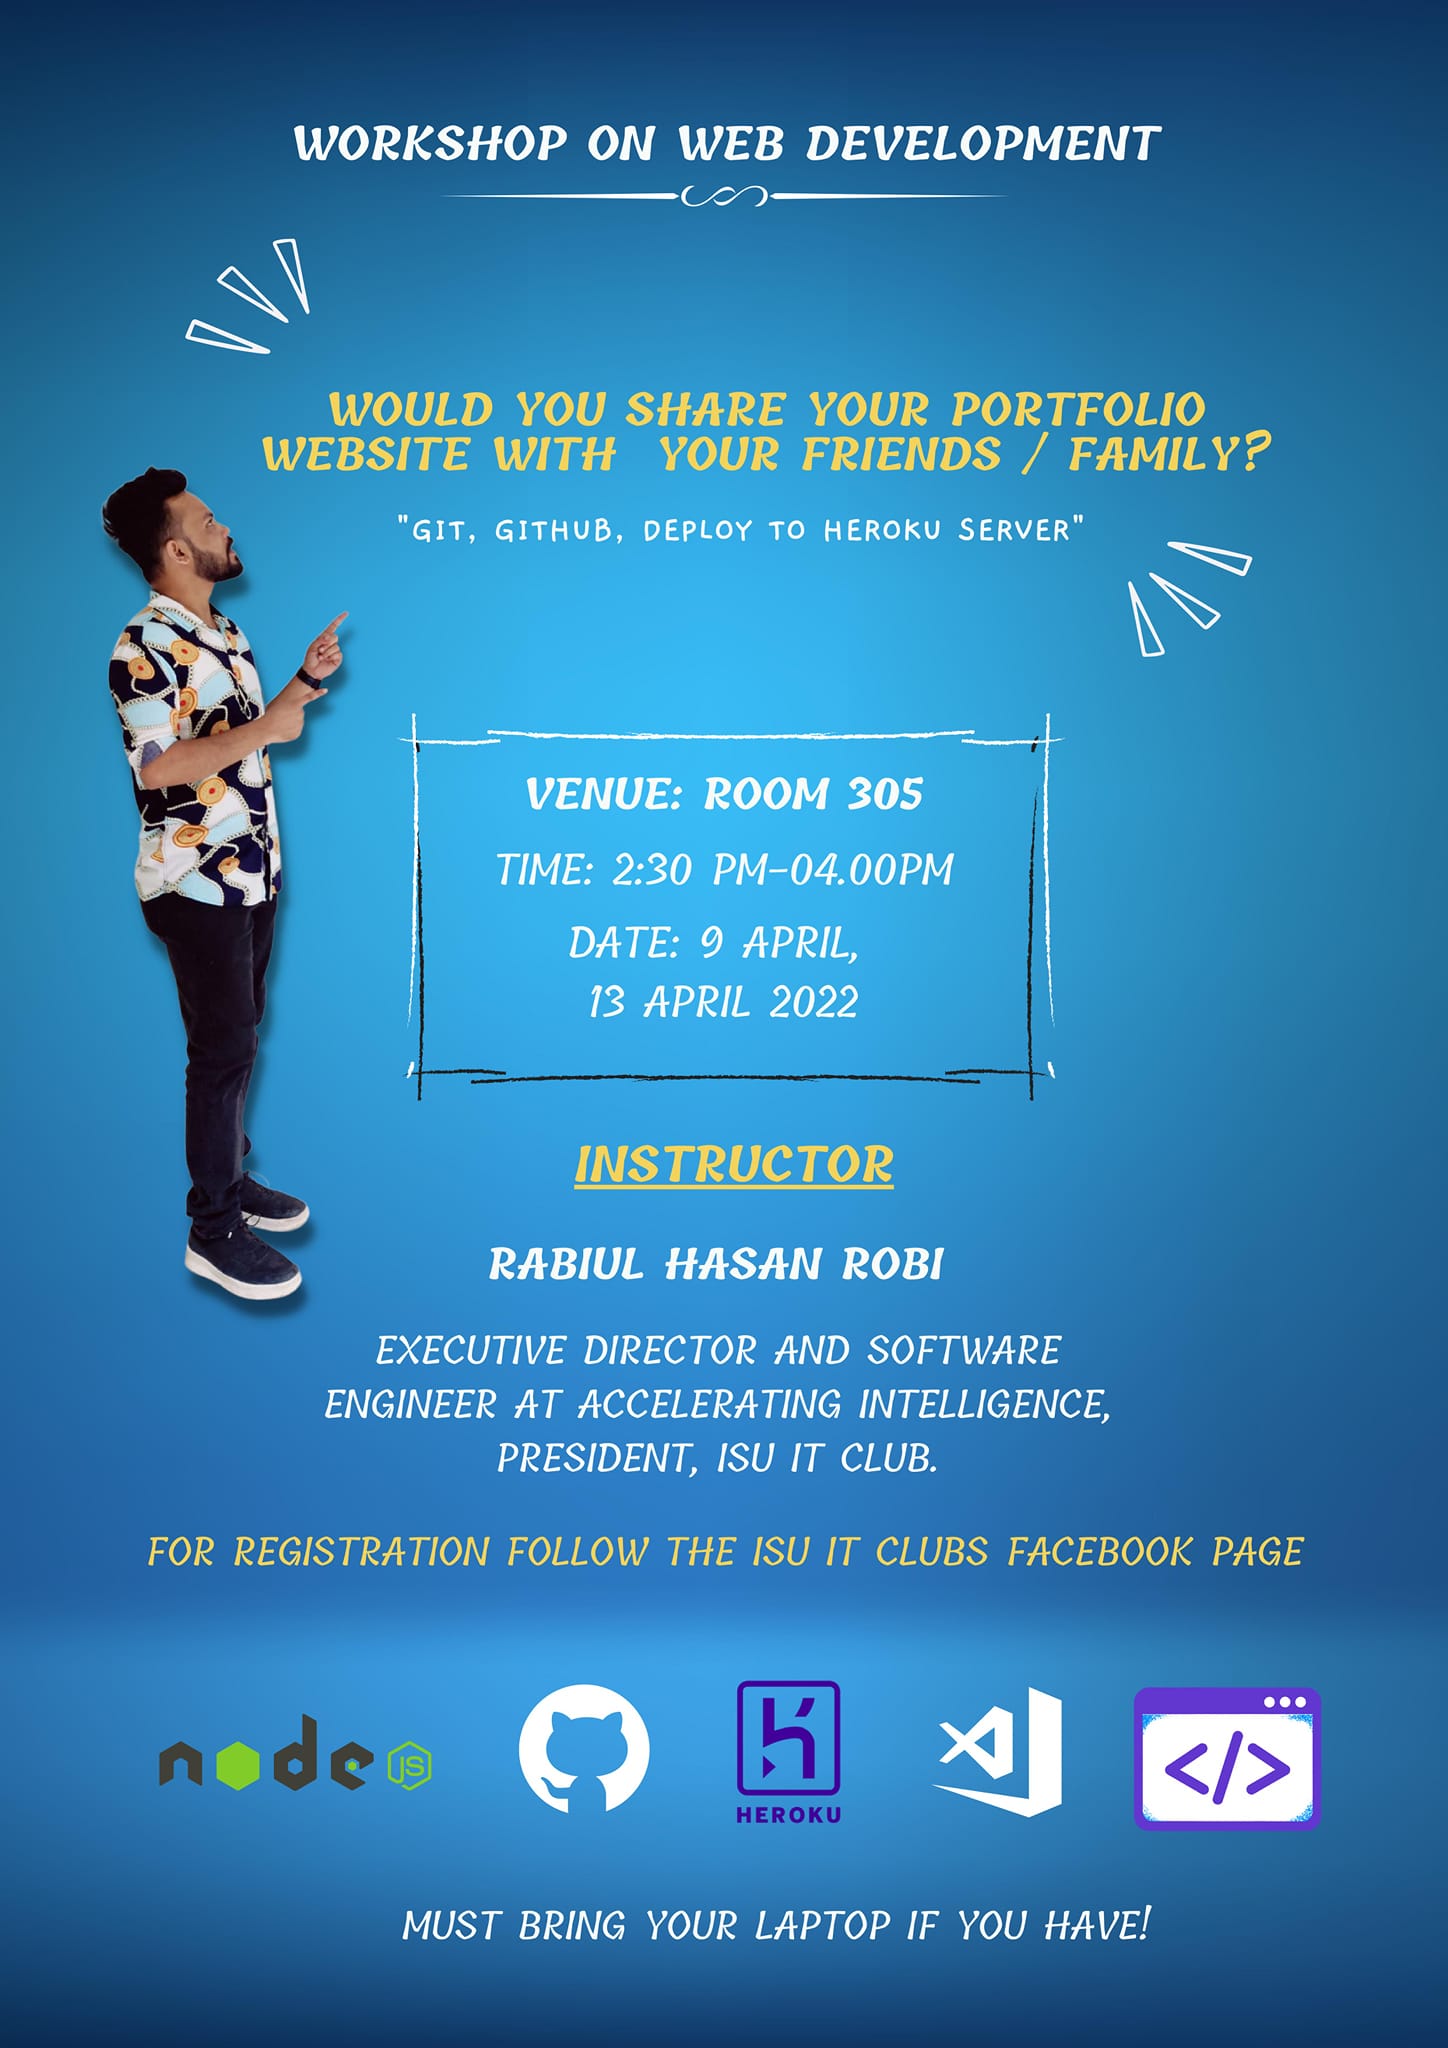 WORKSHOP ON WEB DEVELOPMENT
WOULD YOU SHARE YOUR PORTFOLIO
WEBSITE WITH YOUR FRIENDS / FAMILY?
"GIT, GITHUB, DEPLOY TO HEROKU SERVER"
VENUE: ROOM 305
TIME: 2:30 PM-04.00PM
DATE: 9 APRIL,
13 APRIL 2022
INSTRUCTOR
RABIUL HASAN ROBI
EXECUTIVE DIRECTOR AND SOFTWARE
ENGINEER AT ACCELERATING INTELLIGENCE,
PRESIDENT, ISU IT CLUB.
FOR REGISTRATION FOLLOW THE ISU IT CLUBS FACEBOOK PAGE
node JS
HEROKU
</>
MUST BRING YOUR LAPTOP IF YOU HAVE!